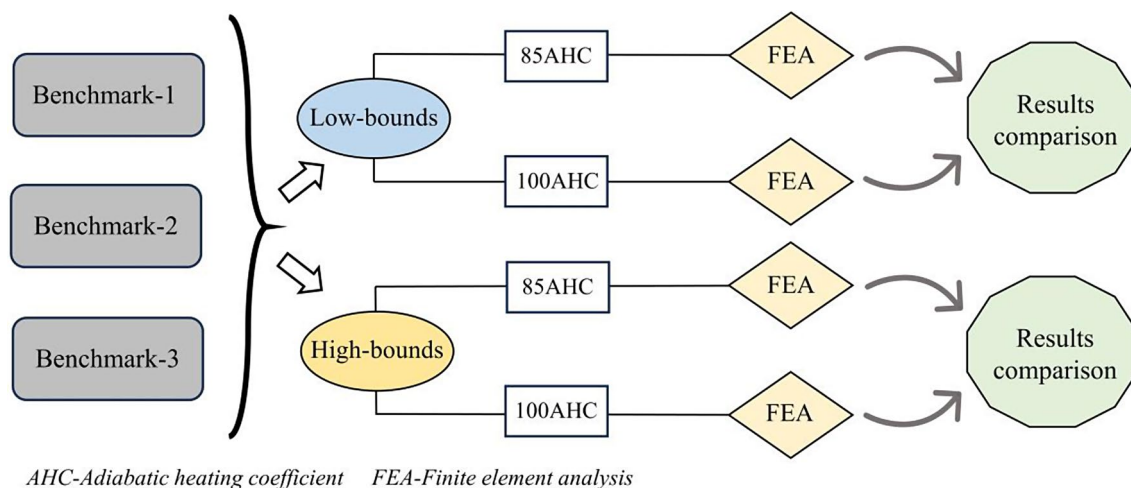 Benchmark-1
Benchmark-2
Benchmark-3
Low-bounds
85AHC
FEA
100AHC
FEA
Results
comparison
High-bounds
85AHC
FEA
100AHC
FEA
Results
comparison
AHC-Adiabatic heating coefficient FEA-Finite element analysis